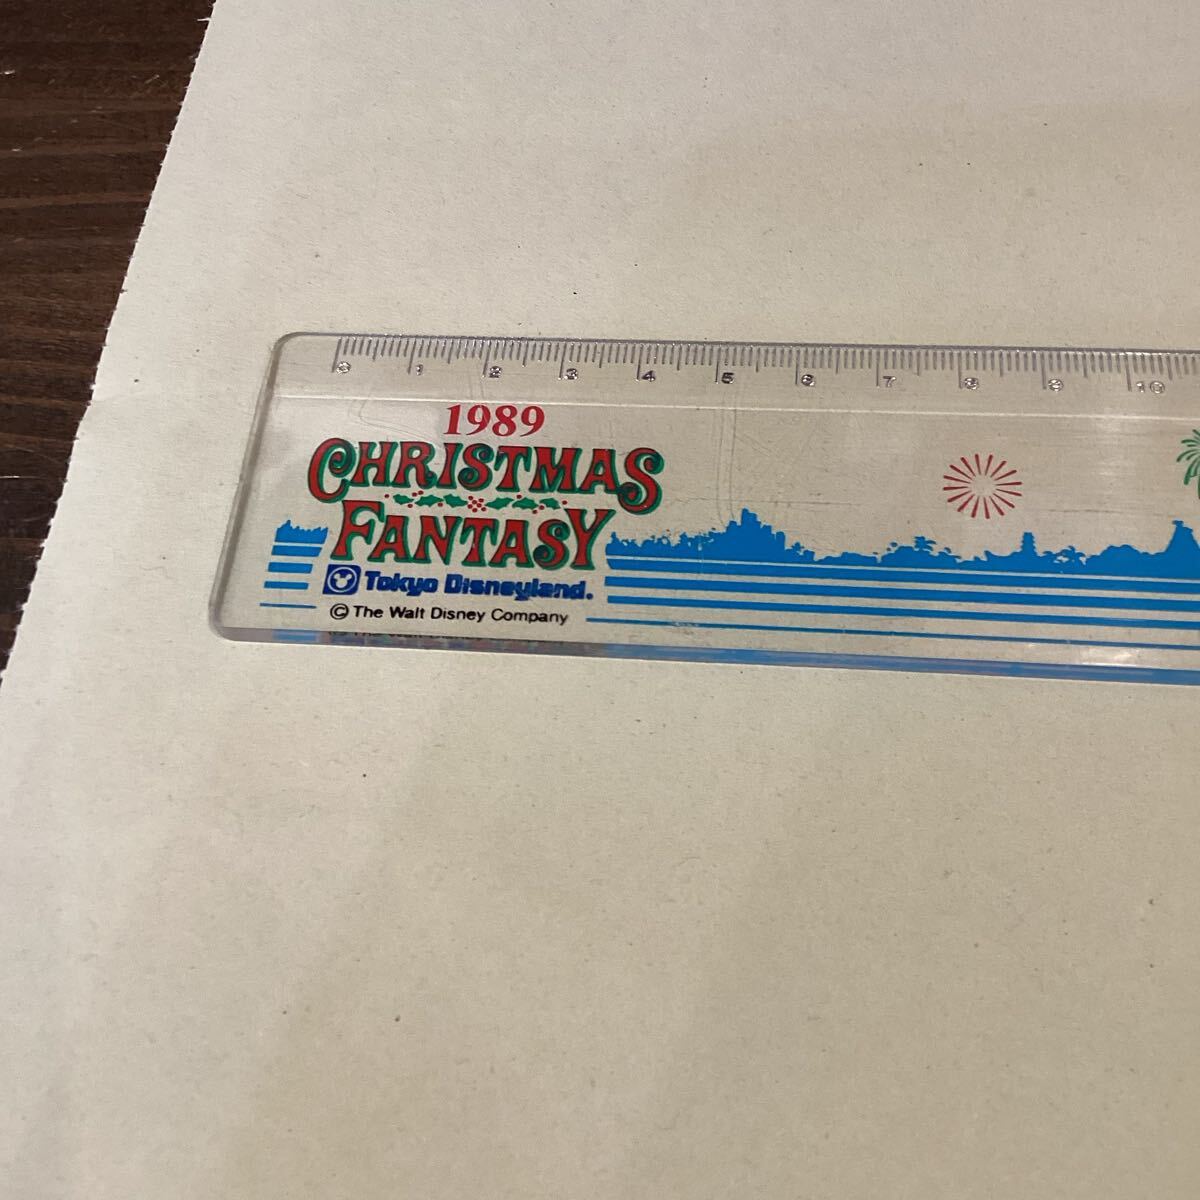 0 1 2 3 4 5 6 7 8 9 10
1989
CHRISTMAS
FANTASY
Tokyo Disneyland.
© The Walt Disney Company